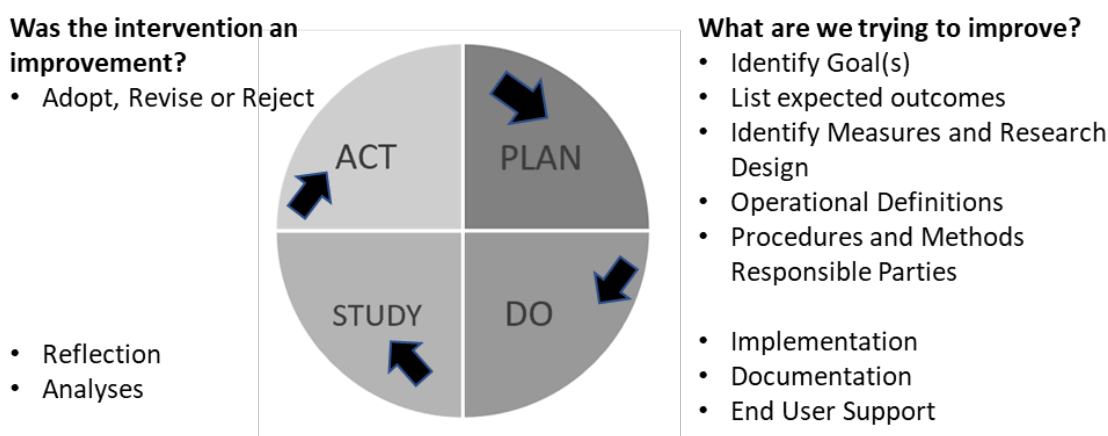 Was the intervention an
improvement?
• Adopt, Revise or Reject
ACT
PLAN
What are we trying to improve?
• Identify Goal(s)
• List expected outcomes
• Identify Measures and Research
Design
• Operational Definitions
• Procedures and Methods
Responsible Parties
STUDY
DO
• Reflection
• Analyses
• Implementation
• Documentation
• End User Support